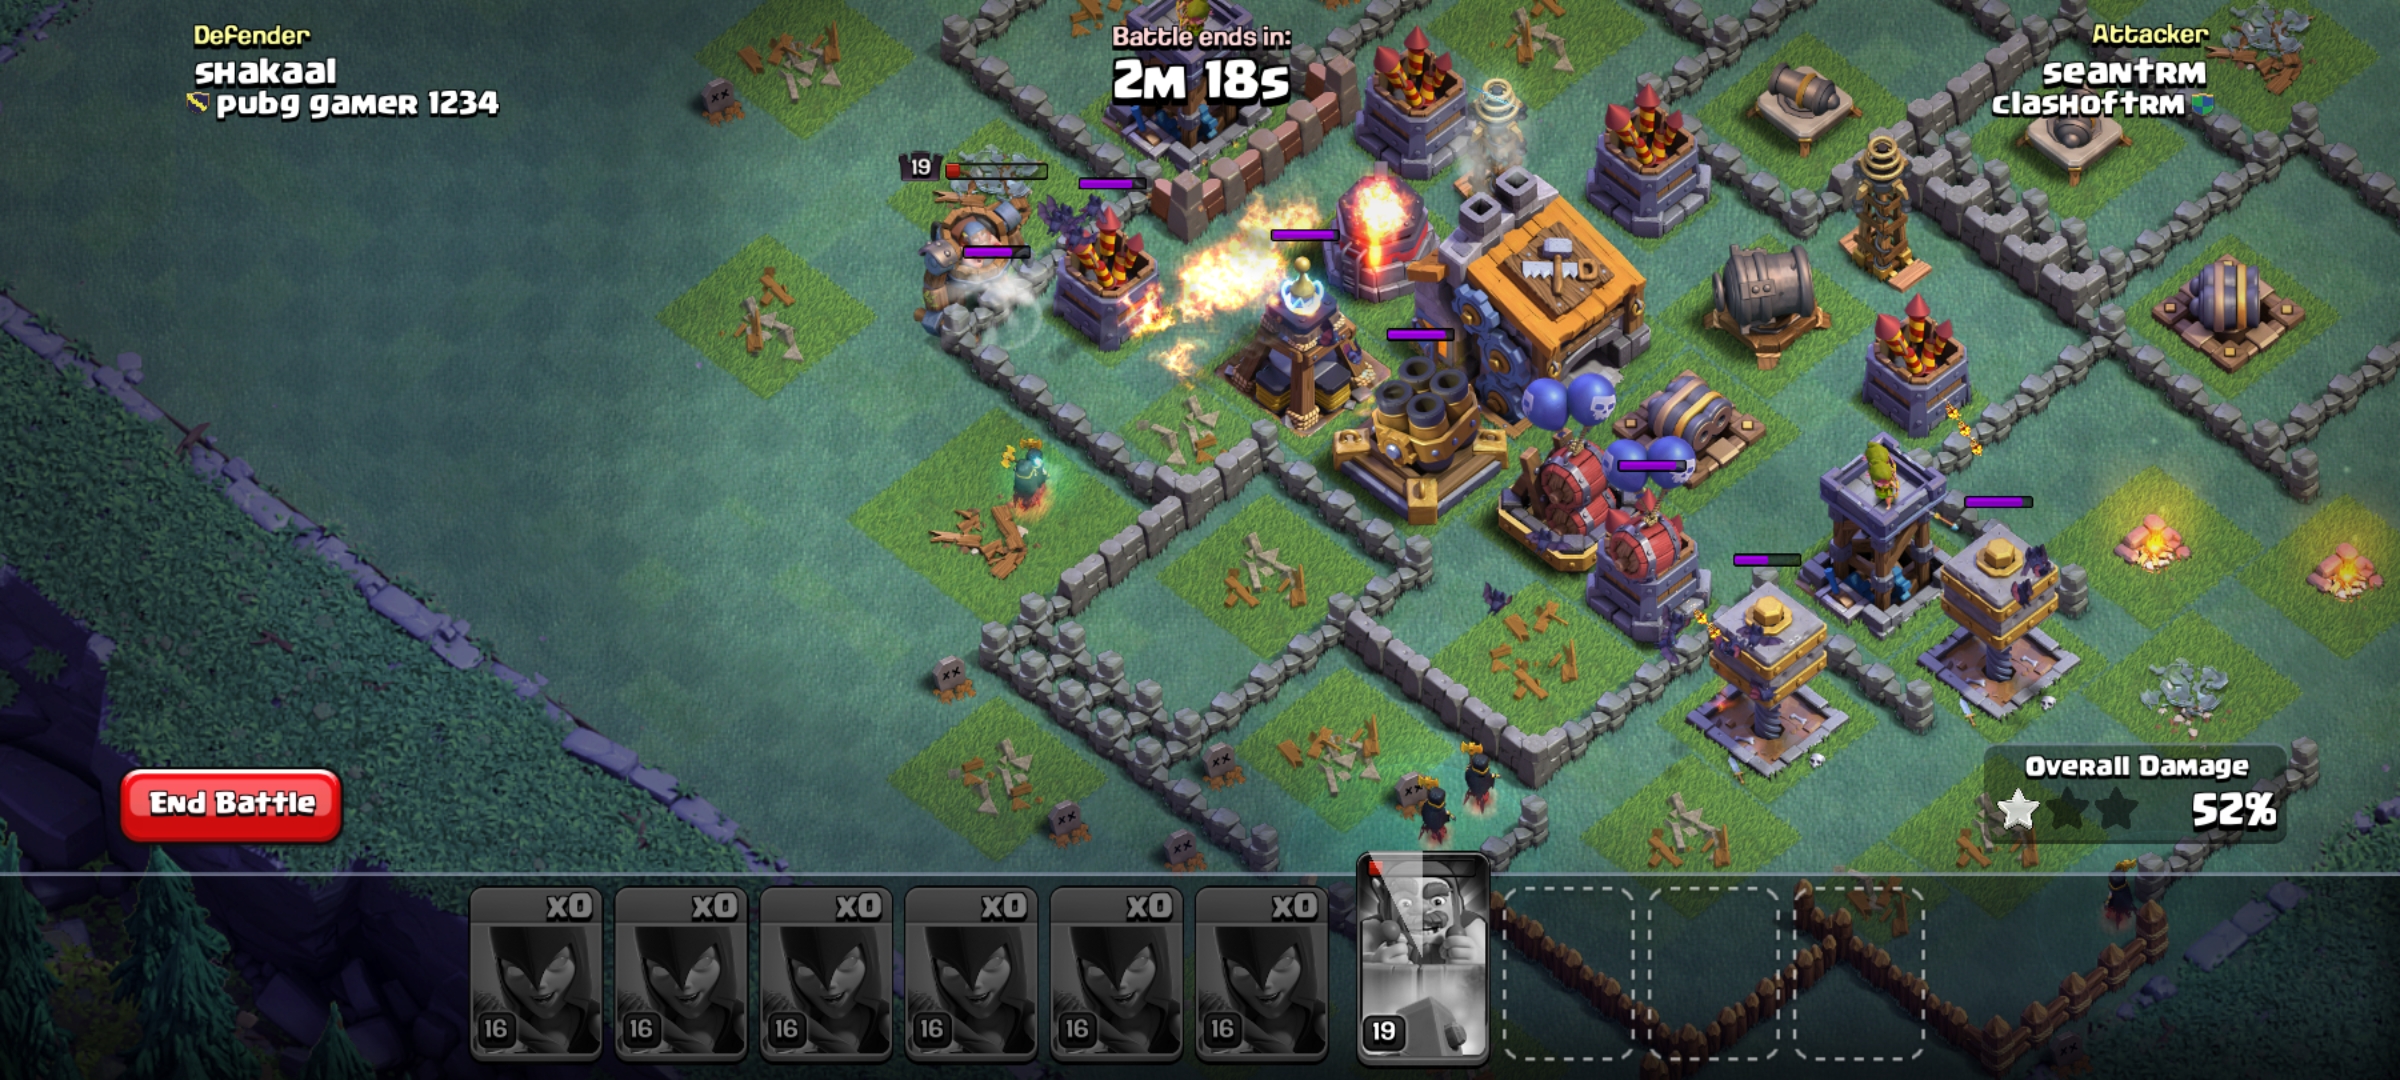 Defender
sHakaal
pubg gamer 1234
Battle ends in:
2M 18s
Attacker
seantRM
clashoftRM
19
End Battle
Overall Damage
52%
x0
x0
x0
x0
x0
x0
16
16
16
16
16
16
19